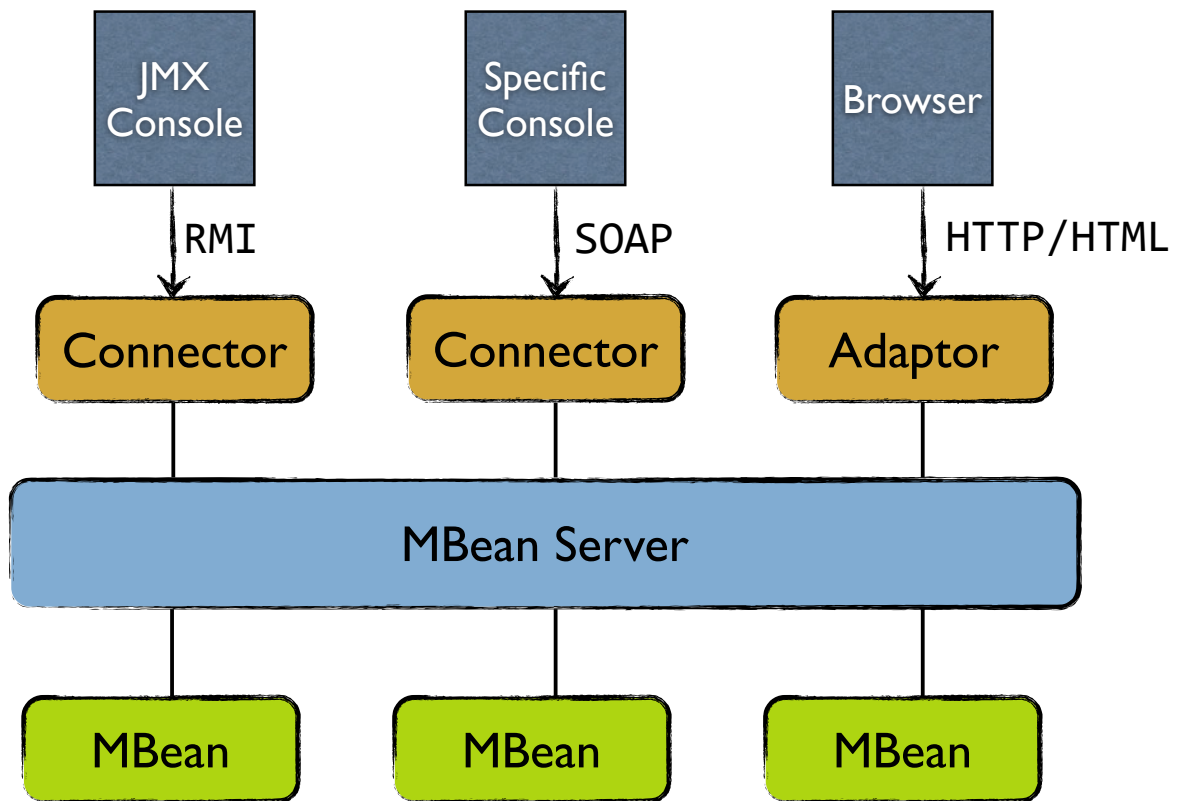 JMX
Console
Specific
Console
Browser
RMI
SOAP
HTTP/HTML
Connector
Connector
Adaptor
MBean Server
MBean
MBean
MBean